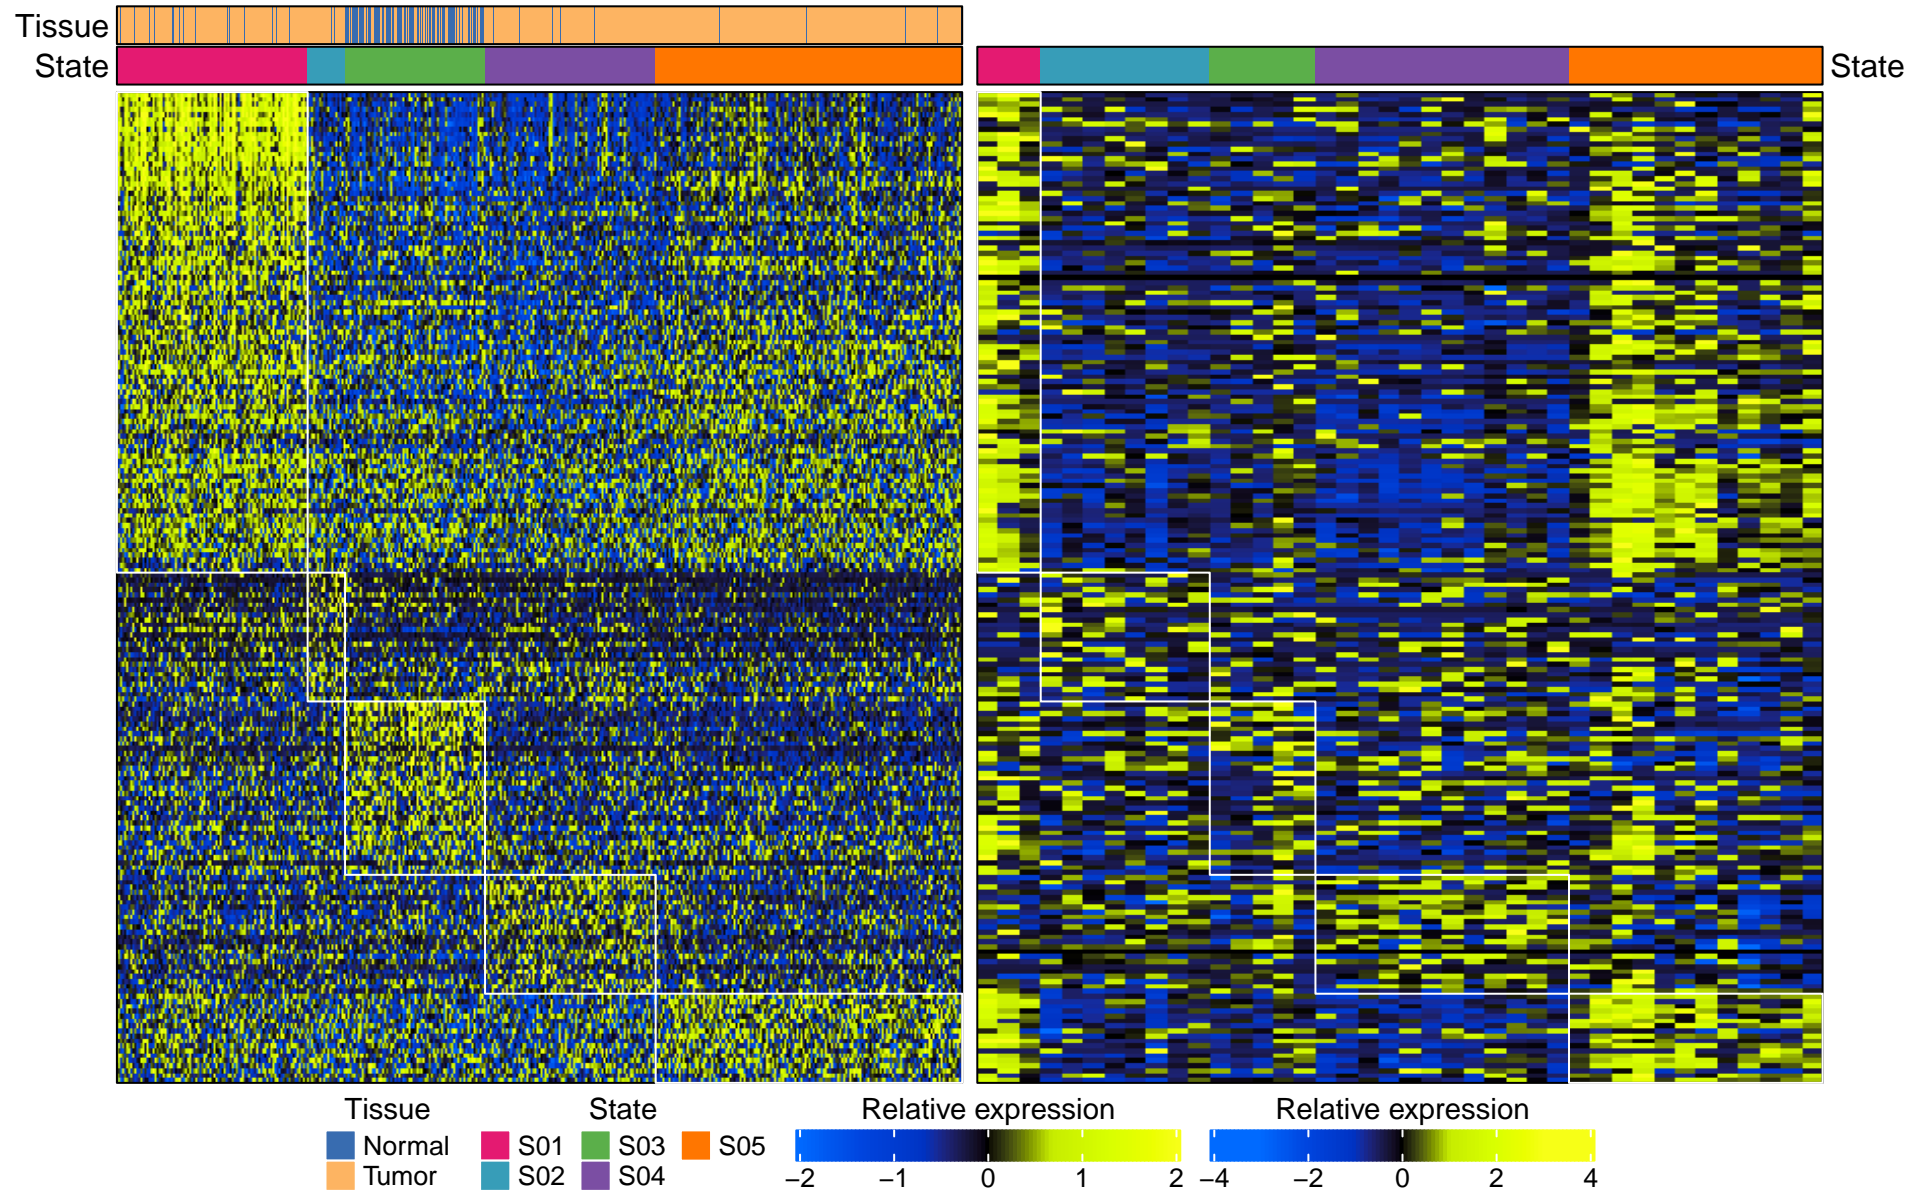 Tissue
State
State
Tissue State Relative expression Relative expression
Normal S01 S03 S05
Tumor S02 S04
−2 −1 0 1 2 −4 −2 0 2 4